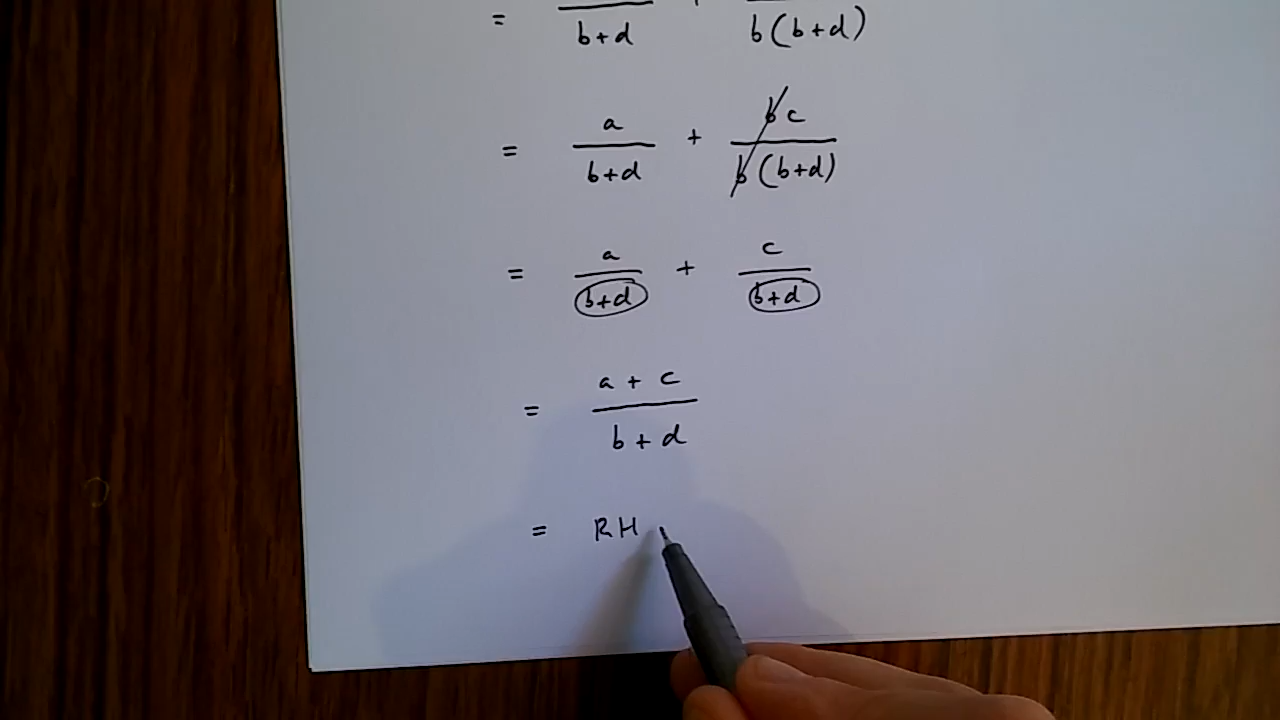 = / b+d + / b(b+d)
= a / b+d + bc / b(b+d)
= a / b+d + c / b+d
= a + c / b + d
= RH